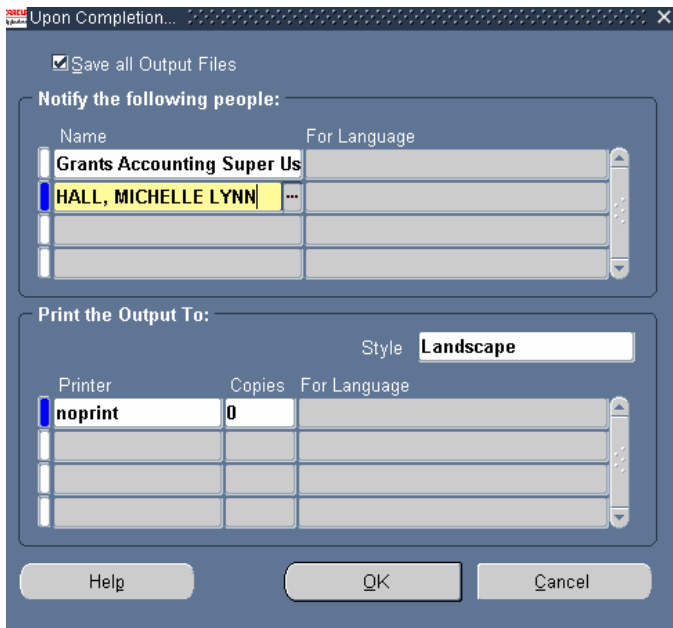 Upon Completion...
Save all Output Files
Notify the following people:
Name For Language
Grants Accounting Super Us
HALL, MICHELLE LYNN ...
Print the Output To:
Style Landscape
Printer Copies For Language
noprint 0
Help OK Cancel